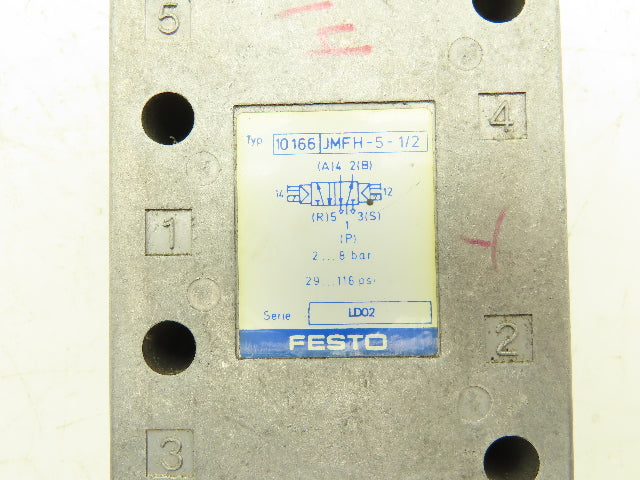 5
4
1
2
3
Typ 10166 JMFH-5-1/2
(A)4 2(B)
14 12
(R)5 3(S)
1
(P)
2...8 bar
29...116 psi
Serie LD02
FESTO